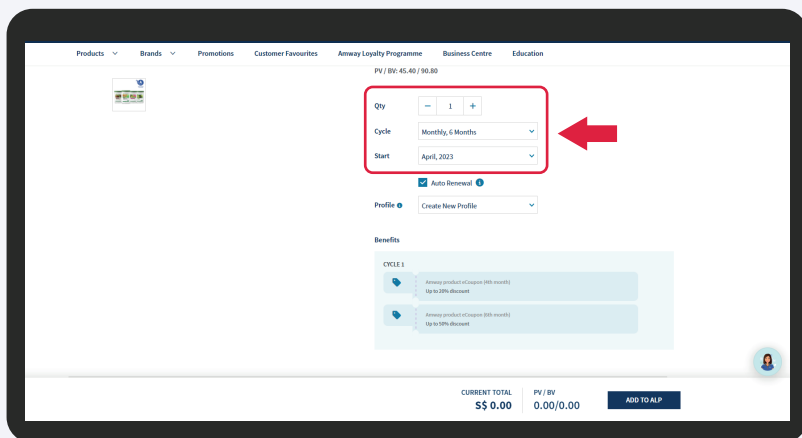 Products Brands Promotions Customer Favourites Amway Loyalty Programme Business Centre Education
PV / BV: 45.40 / 90.80
Qty − 1 +
Cycle Monthly, 6 Months
Start April, 2023
Auto Renewal
Profile Create New Profile
Benefits
CYCLE 1
Amway product eCoupon (4th month)
Up to 20% discount
Amway product eCoupon (6th month)
Up to 50% discount
CURRENT TOTAL PV / BV
S$ 0.00 0.00/0.00 ADD TO ALP